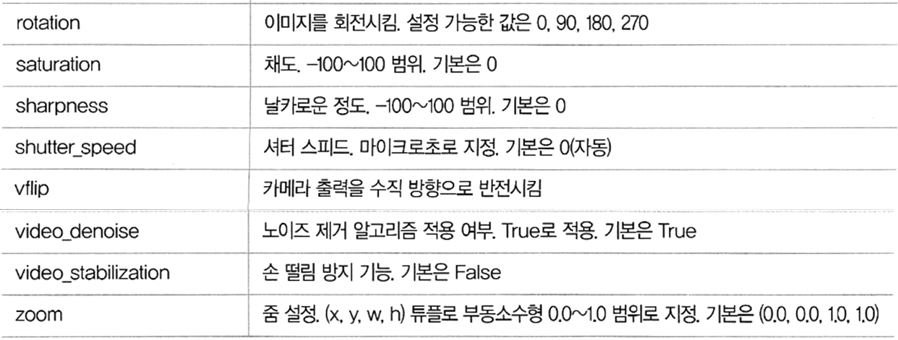 rotation 이미지를 회전시킴. 설정 가능한 값은 0, 90, 180, 270
saturation 채도. -100~100 범위. 기본은 0
sharpness 날카로운 정도. -100~100 범위. 기본은 0
shutter_speed 셔터 스피드. 마이크로초로 지정. 기본은 0(자동)
vflip 카메라 출력을 수직 방향으로 반전시킴
video_denoise 노이즈 제거 알고리즘 적용 여부. True로 적용. 기본은 True
video_stabilization 손 떨림 방지 기능. 기본은 False
zoom 줌 설정. (x, y, w, h) 튜플로 부동소수형 0.0~1.0 범위로 지정. 기본은 (0.0, 0.0, 1.0, 1.0)